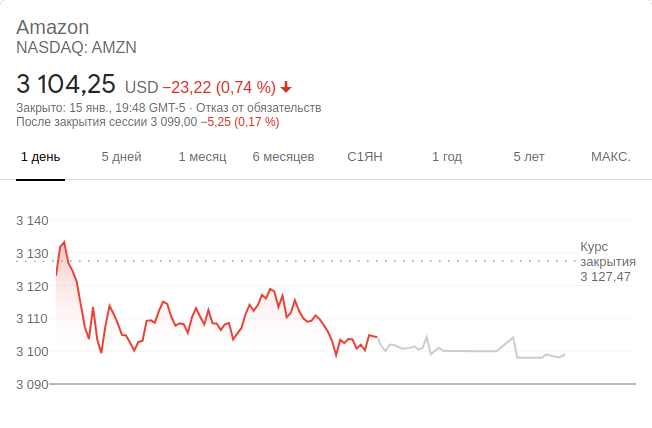 Amazon
NASDAQ: AMZN
3 104,25 USD −23,22 (0,74 %)
Закрыто: 15 янв., 19:48 GMT-5 · Отказ от обязательств
После закрытия сессии 3 099,00 −5,25 (0,17 %)
1 день 5 дней 1 месяц 6 месяцев С1ЯН 1 год 5 лет МАКС.
3 140
3 130
3 120
3 110
3 100
3 090
Курс
закрытия
3 127,47